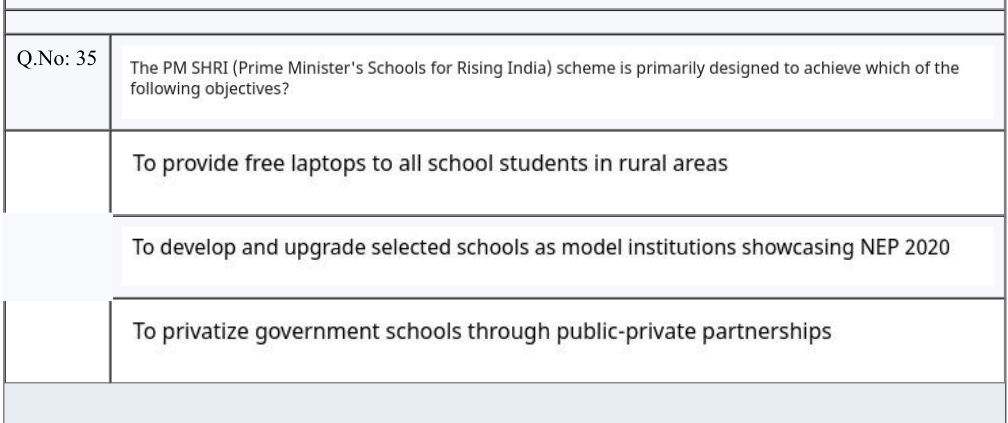 Q.No: 35
The PM SHRI (Prime Minister's Schools for Rising India) scheme is primarily designed to achieve which of the
following objectives?
To provide free laptops to all school students in rural areas
To develop and upgrade selected schools as model institutions showcasing NEP 2020
To privatize government schools through public-private partnerships